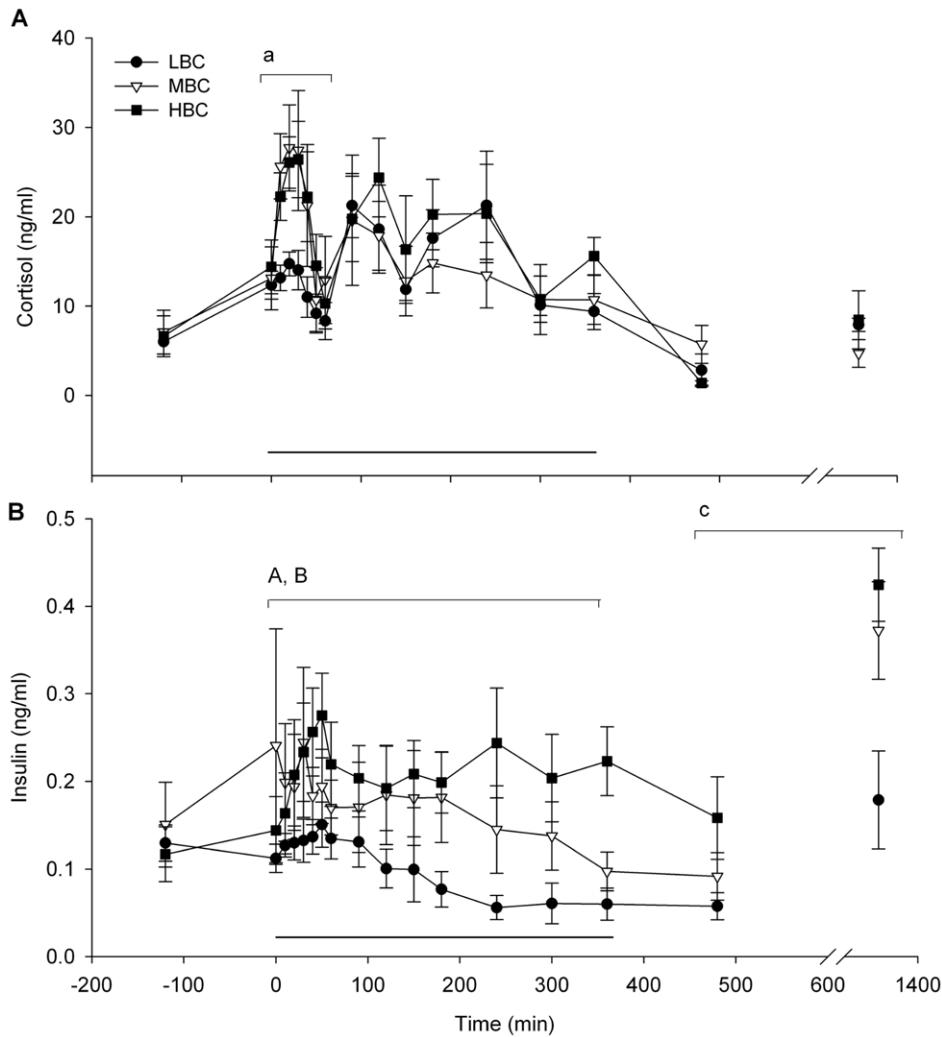 A
40
30
20
10
0
Cortisol (ng/ml)
LBC
MBC
HBC
a
B
0.5
0.4
0.3
0.2
0.1
0.0
Insulin (ng/ml)
A, B
c
-200 -100 0 100 200 300 400 500 600 1400
Time (min)